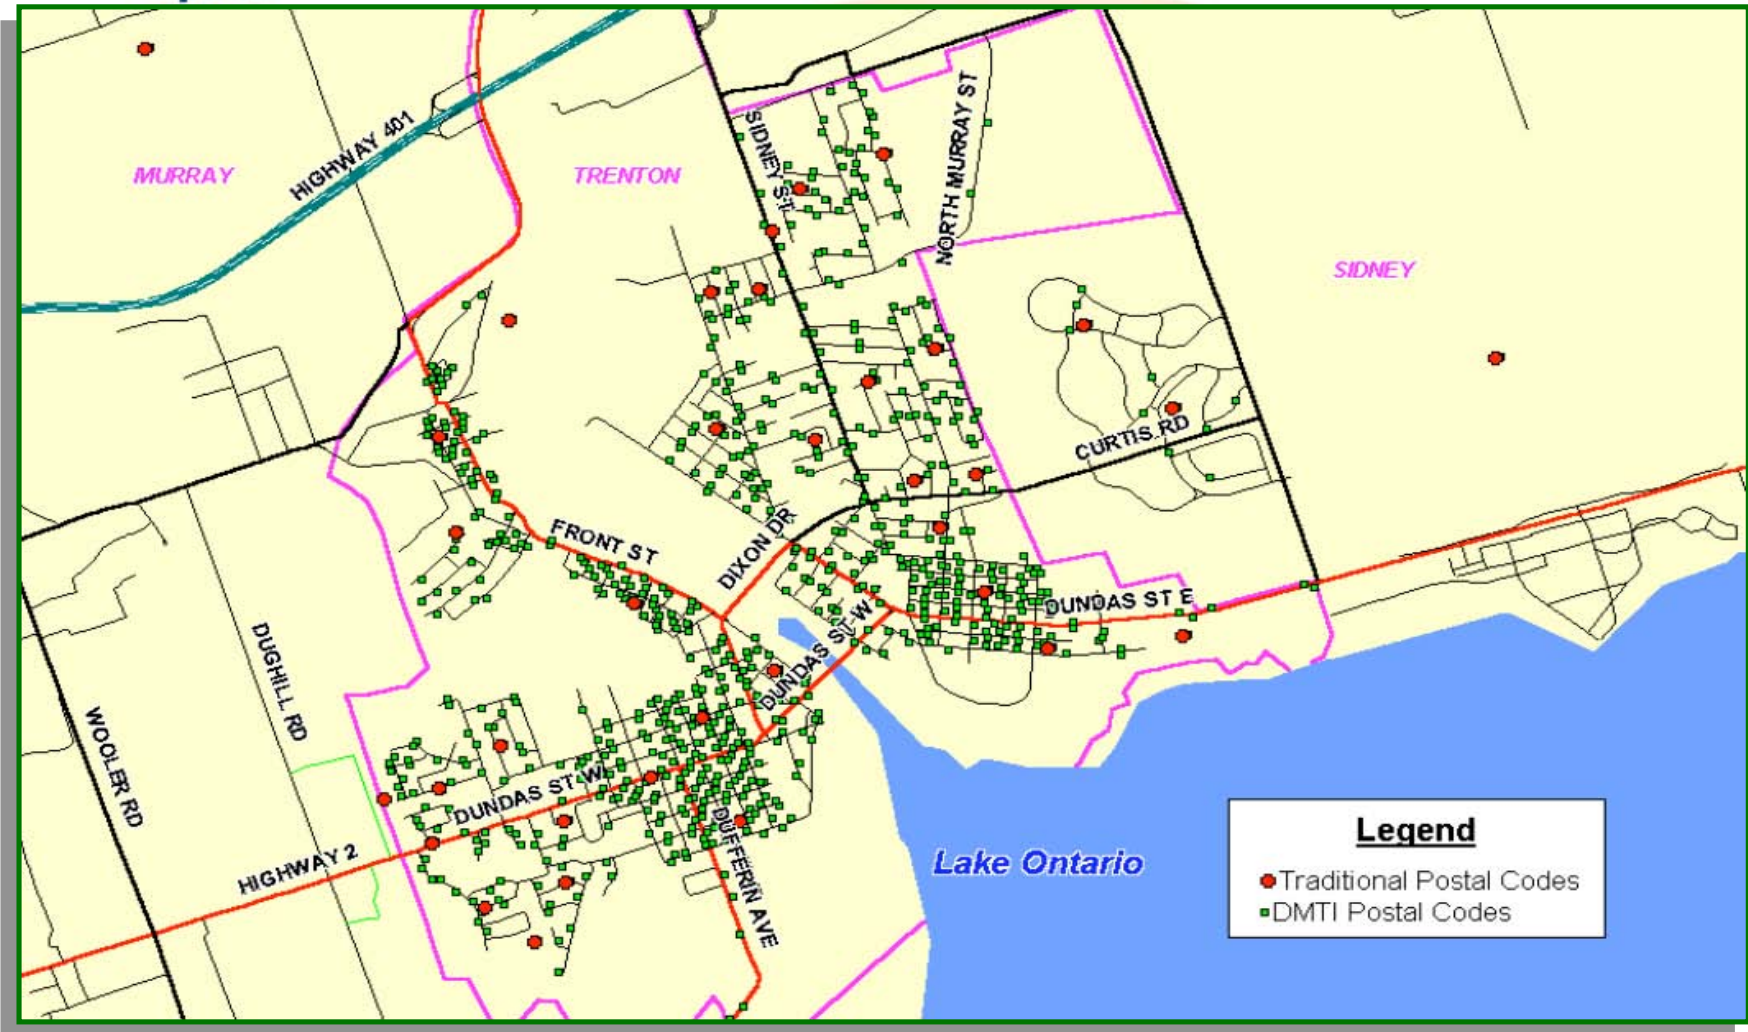 HIGHWAY 401
MURRAY
TRENTON
SIDNEY ST
NORTH MURRAY ST
SIDNEY
CURTIS RD
FRONT ST
DIXON DR
DUNDAS ST E
DUNDAS ST W
DUGHILL RD
WOOLER RD
DUNDAS ST W
HIGHWAY 2
DUFFERIN AVE
Lake Ontario
Legend
Traditional Postal Codes
DMTI Postal Codes